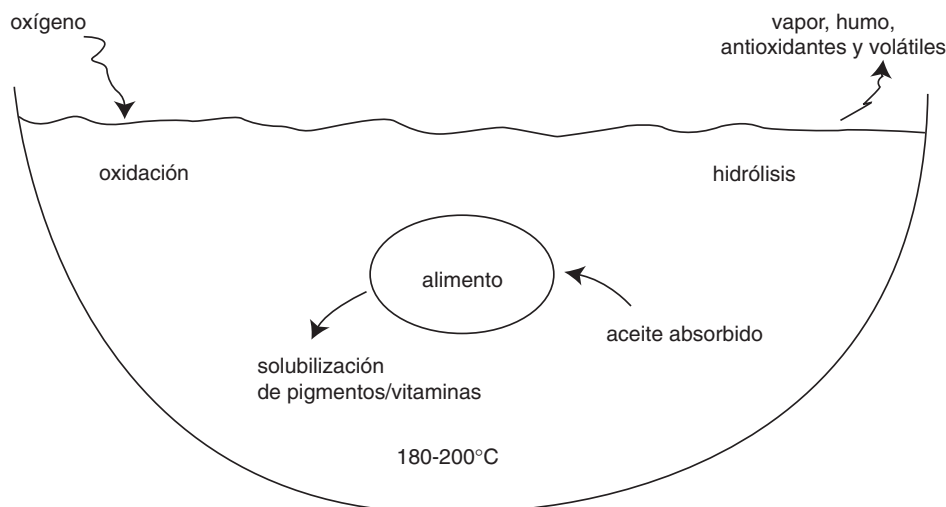 oxígeno
vapor, humo,
antioxidantes y volátiles
oxidación
hidrólisis
alimento
aceite absorbido
solubilización
de pigmentos/vitaminas
180-200°C